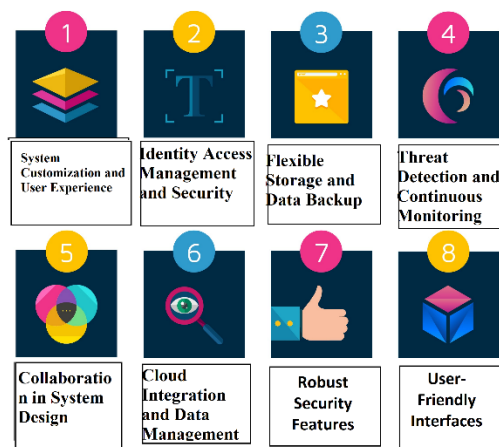 1
2
3
4
T
System
Customization and
User Experience
Identity Access
Management
and Security
Flexible
Storage and
Data Backup
Threat
Detection and
Continuous
Monitoring
5
6
7
8
Collaboratio
n in System
Design
Cloud
Integration
and Data
Management
Robust
Security
Features
User-
Friendly
Interfaces